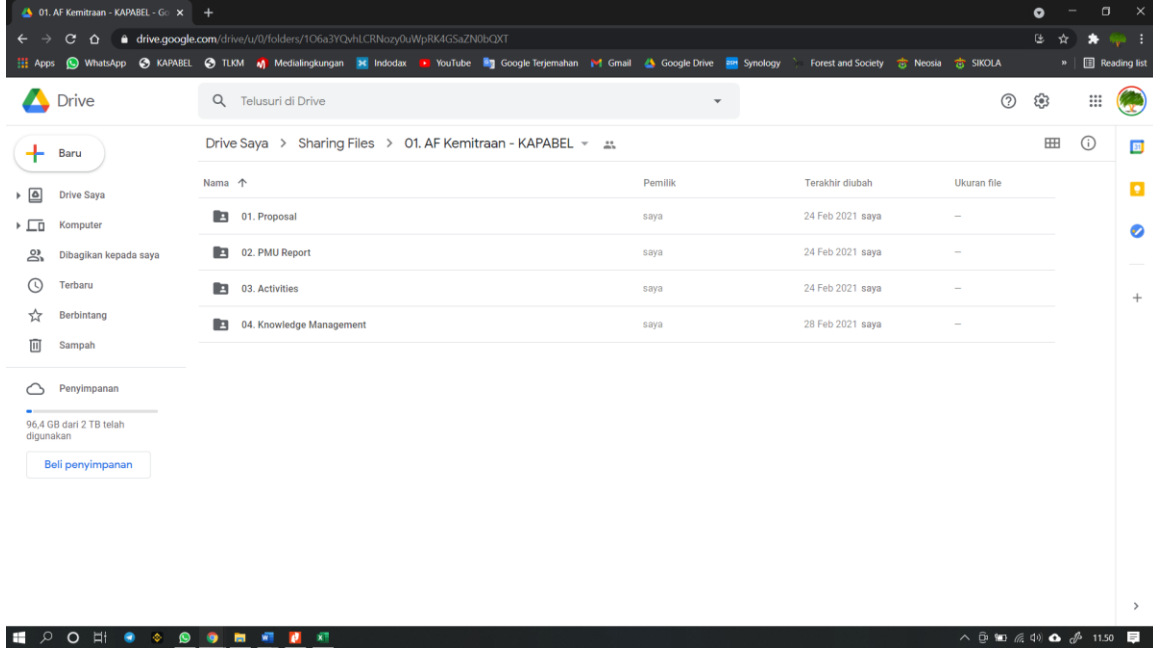 01. AF Kemitraan - KAPABEL - Go
drive.google.com/drive/u/0/folders/1O6a3YQvhLCRNozy0uWpRK4GSaZN0bQXT
Apps WhatsApp KAPABEL TLKM Medialingkungan Indodax YouTube Google Terjemahan Gmail Google Drive Synology Forest and Society Neosia SIKOLA » Reading list
Drive
Telusuri di Drive
Baru
Drive Saya
Komputer
Dibagikan kepada saya
Terbaru
Berbintang
Sampah
Penyimpanan
96,4 GB dari 2 TB telah
digunakan
Beli penyimpanan
Drive Saya > Sharing Files > 01. AF Kemitraan - KAPABEL
Nama Pemilik Terakhir diubah Ukuran file
01. Proposal saya 24 Feb 2021 saya —
02. PMU Report saya 24 Feb 2021 saya —
03. Activities saya 24 Feb 2021 saya —
04. Knowledge Management saya 28 Feb 2021 saya —
11.50